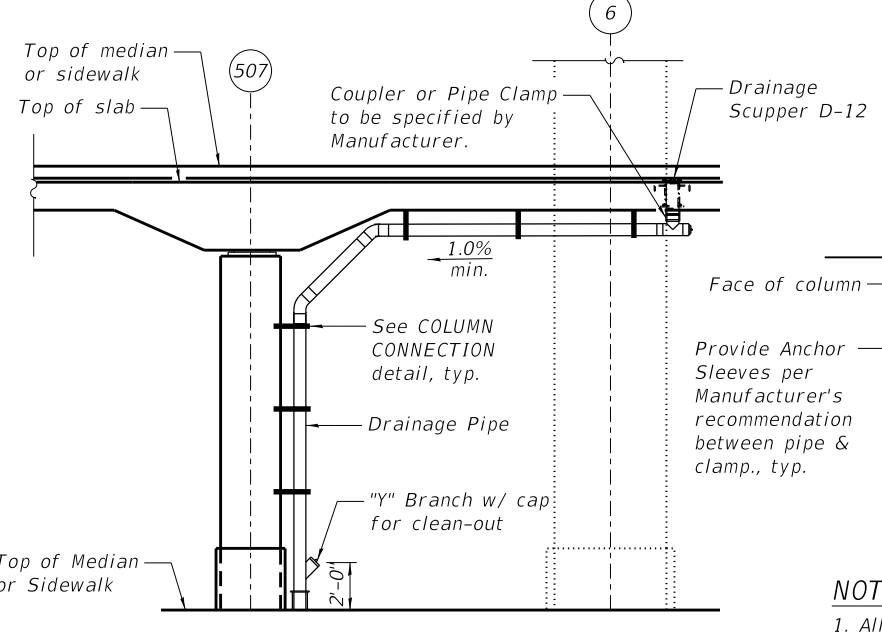 6
Top of median
or sidewalk
507
Top of slab
Coupler or Pipe Clamp
to be specified by
Manufacturer.
Drainage
Scupper D-12
1.0%
min.
Face of column
See COLUMN
CONNECTION
detail, typ.
Provide Anchor
Sleeves per
Manufacturer's
recommendation
between pipe &
clamp., typ.
Drainage Pipe
"Y" Branch w/ cap
for clean-out
Top of Median
or Sidewalk
2'-0"
NOT
1. All